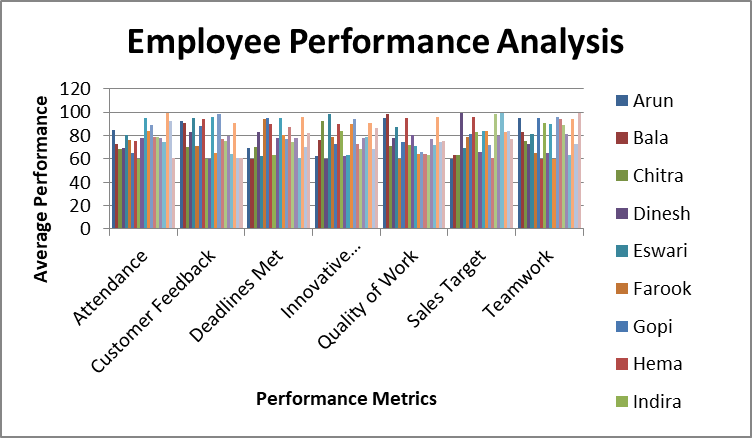 Employee Performance Analysis
Average Performance
120
100
80
60
40
20
0
Attendance
Customer Feedback
Deadlines Met
Innovative...
Quality of Work
Sales Target
Teamwork
Performance Metrics
Arun
Bala
Chitra
Dinesh
Eswari
Farook
Gopi
Hema
Indira